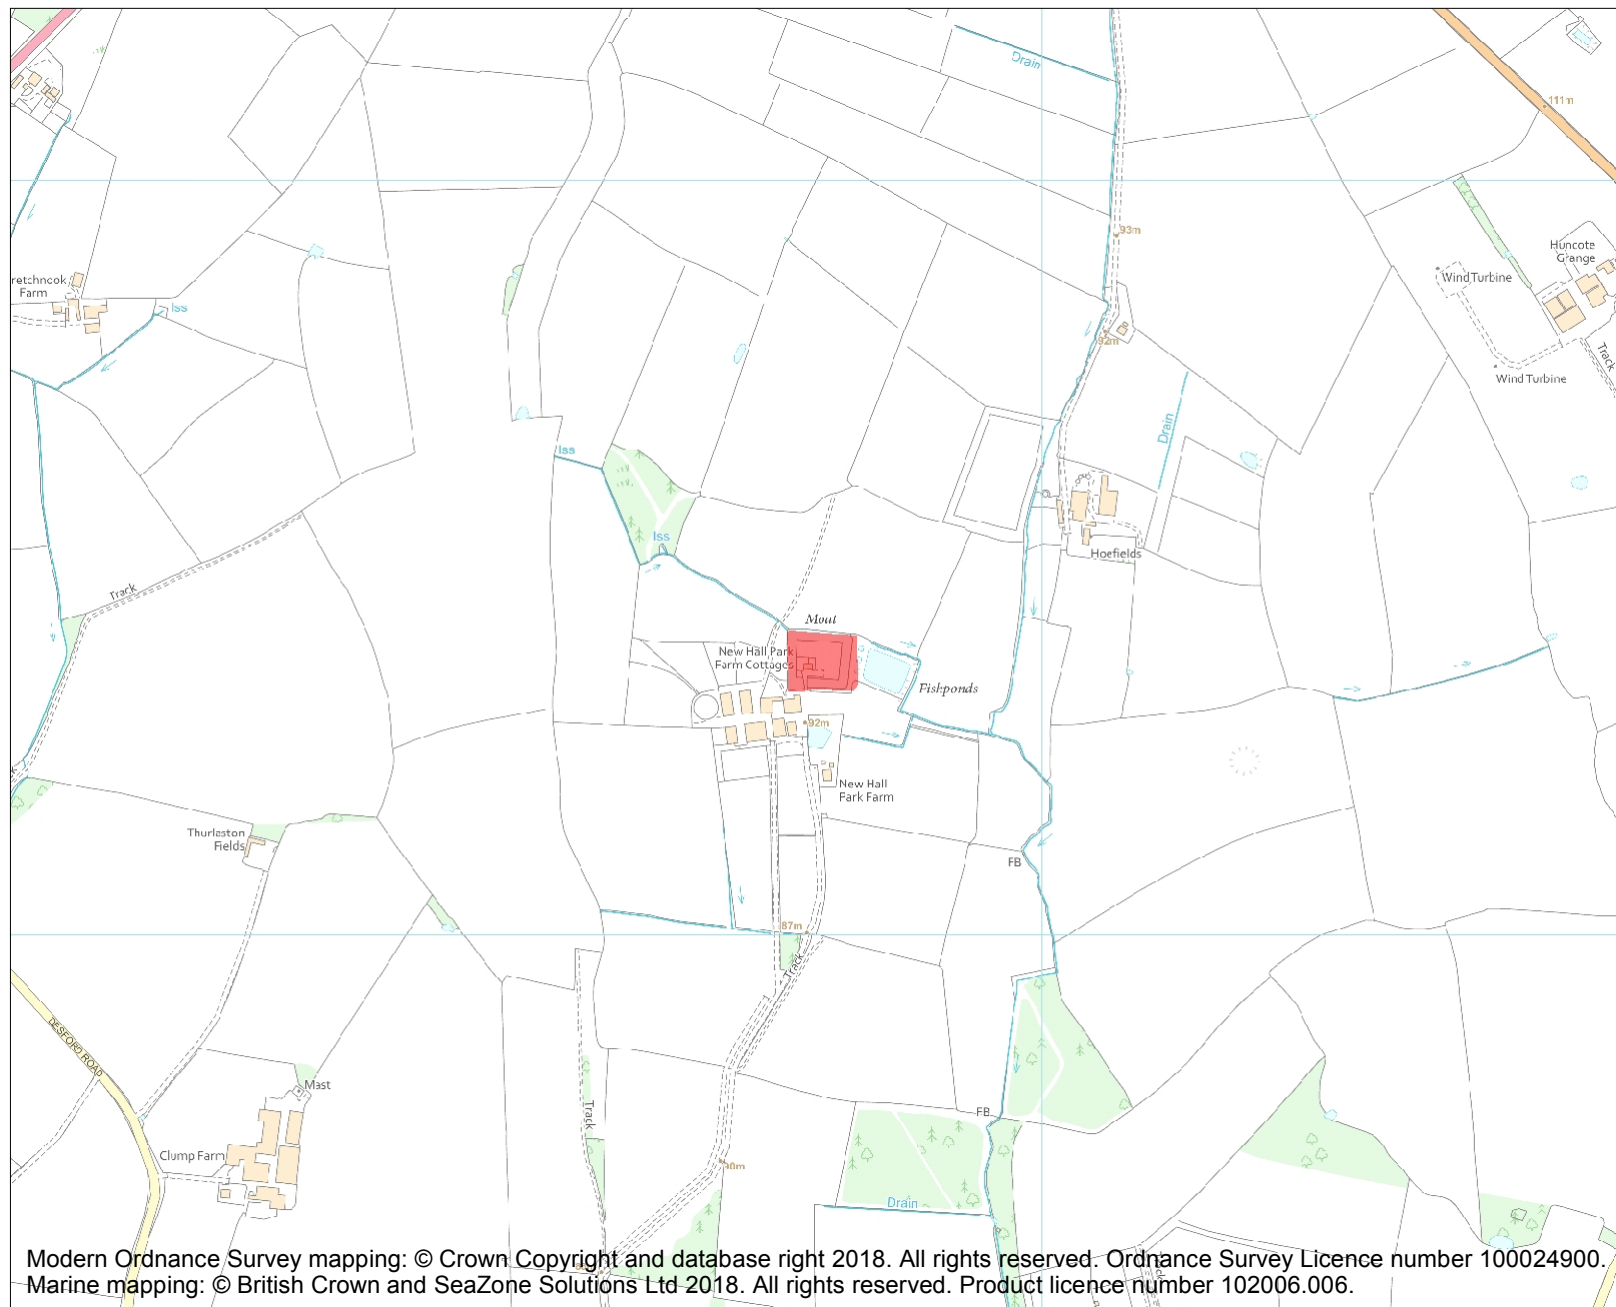 Drain
111m
93m
Huncote
Grange
Wind Turbine
retchnook
Farm
Iss
92m
Wind Turbine
Track
Drain
Iss
Iss
Hoefields
Track
Moat
New Hall Park
Farm Cottages
Fishponds
92m
New Hall
Park Farm
Thurlaston
Fields
FB
87m
Track
DESFORD ROAD
Mast
Track
FB
Clump Farm
Drain
Modern Ordnance Survey mapping: © Crown Copyright and database right 2018. All rights reserved. Ordnance Survey Licence number 100024900.
Marine mapping: © British Crown and SeaZone Solutions Ltd 2018. All rights reserved. Product licence number 102006.006.